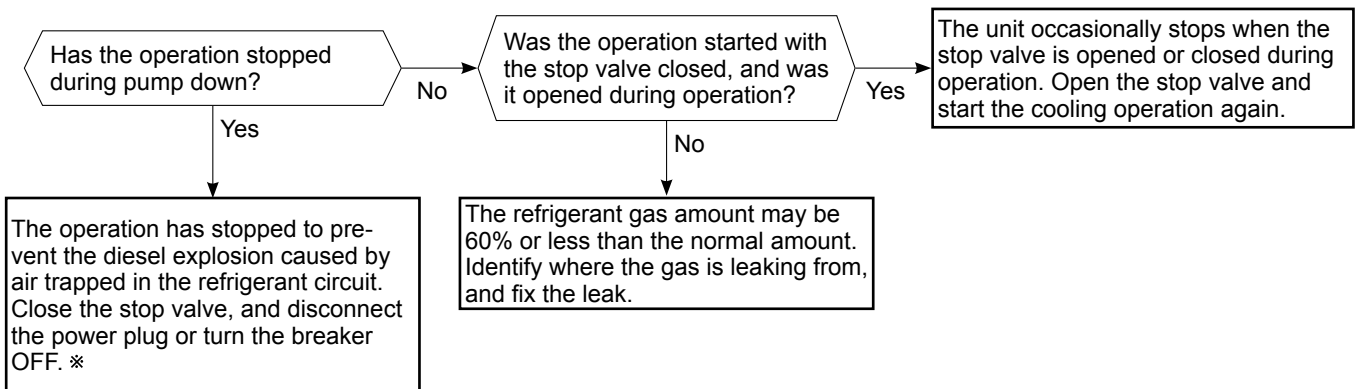 Has the operation stopped
during pump down?
No
Yes
Was the operation started with
the stop valve closed, and was
it opened during operation?
Yes
No
The unit occasionally stops when the
stop valve is opened or closed during
operation. Open the stop valve and
start the cooling operation again.
The operation has stopped to pre-
vent the diesel explosion caused by
air trapped in the refrigerant circuit.
Close the stop valve, and disconnect
the power plug or turn the breaker
OFF. ※
The refrigerant gas amount may be
60% or less than the normal amount.
Identify where the gas is leaking from,
and fix the leak.